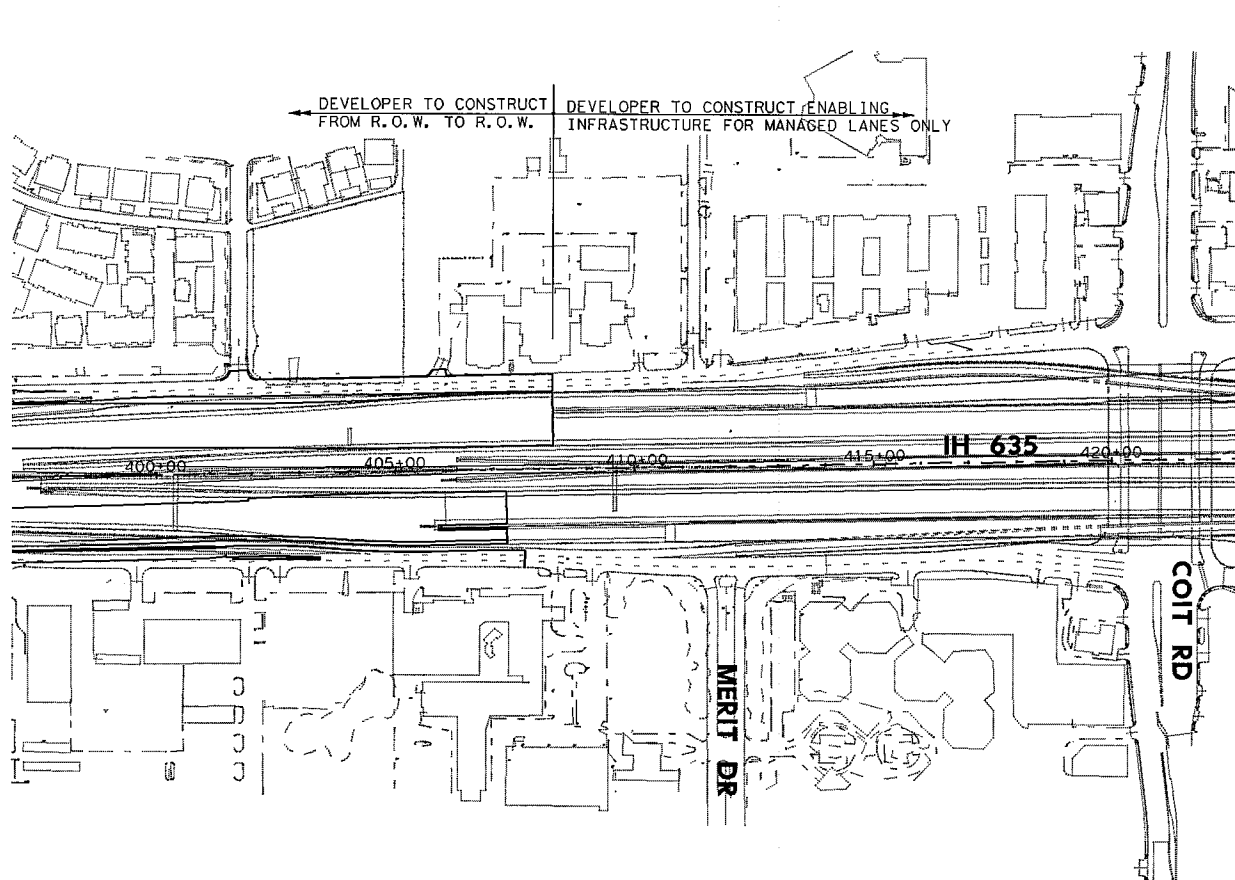 DEVELOPER TO CONSTRUCT
FROM R.O.W. TO R.O.W.
DEVELOPER TO CONSTRUCT ENABLING
INFRASTRUCTURE FOR MANAGED LANES ONLY
IH 635
400+00
405+00
410+00
415+00
420+00
COIT RD
MERIT DR